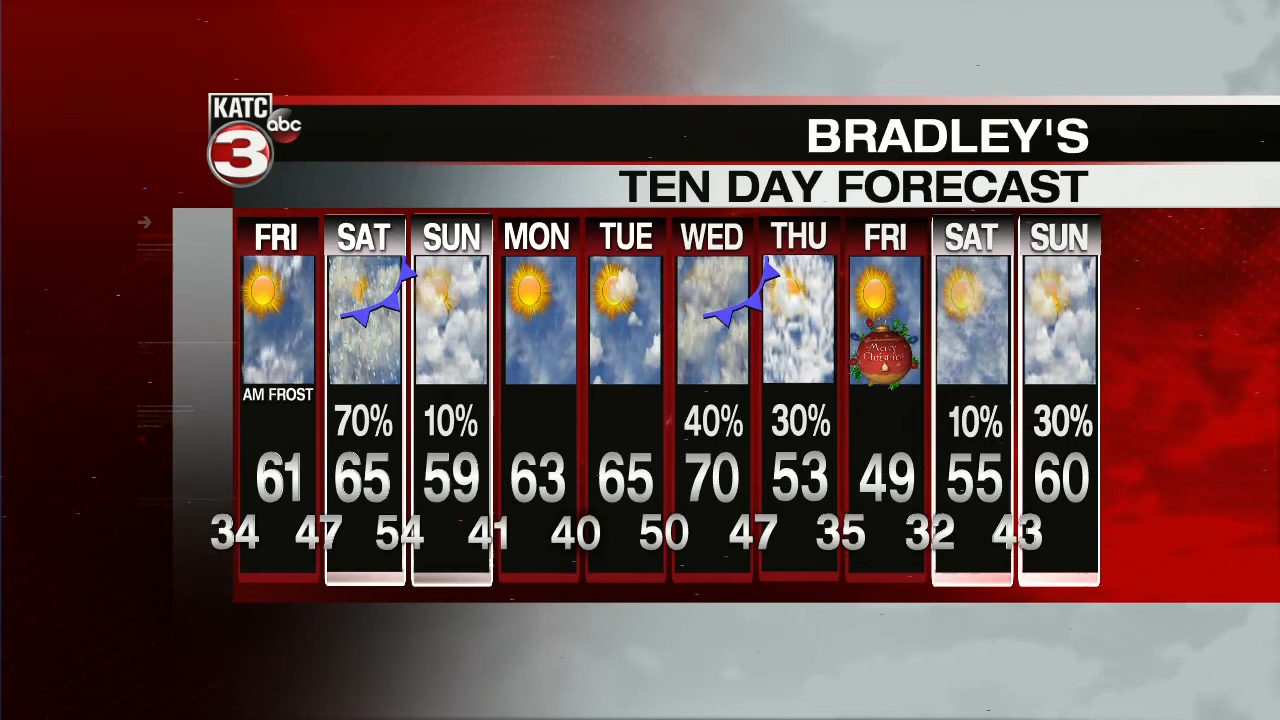 KATC
abc
3
BRADLEY'S
TEN DAY FORECAST
FRI SAT SUN MON TUE WED THU FRI SAT SUN
Merry
Christmas
AM FROST
70% 10% 40% 30% 10% 30%
61 65 59 63 65 70 53 49 55 60
34 47 54 41 40 50 47 35 32 43